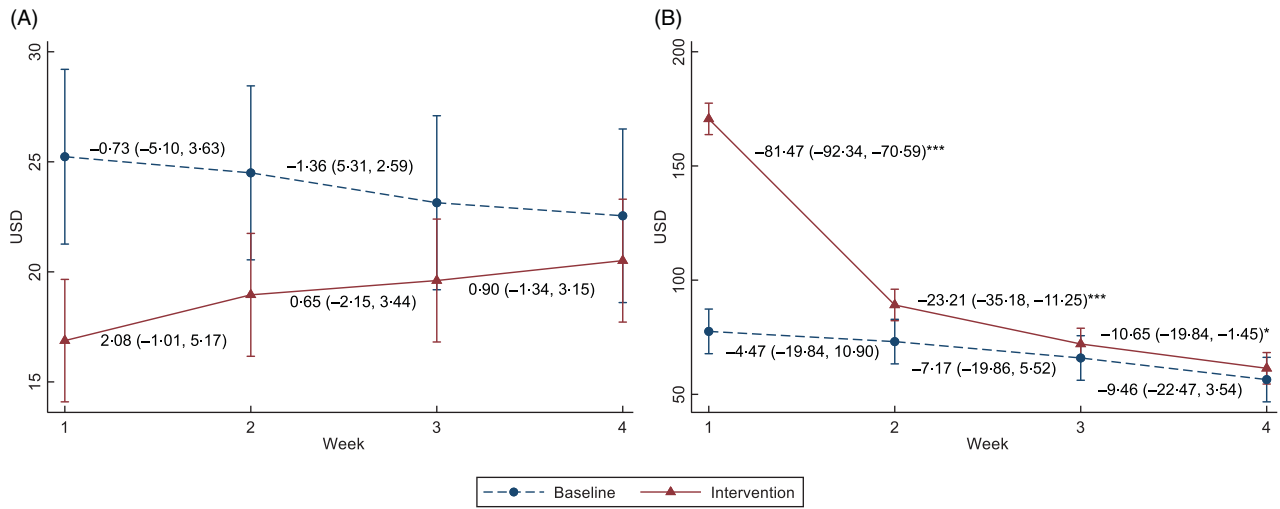 (A)
30
25
20
15
USD
−0·73 (−5·10, 3·63)
−1·36 (5·31, 2·59)
0·65 (−2·15, 3·44)
0·90 (−1·34, 3·15)
2·08 (−1·01, 5·17)
1 2 3 4
Week
(B)
200
150
100
50
USD
−81·47 (−92·34, −70·59)***
−23·21 (−35·18, −11·25)***
−10·65 (−19·84, −1·45)*
−4·47 (−19·84, 10·90)
−7·17 (−19·86, 5·52)
−9·46 (−22·47, 3·54)
1 2 3 4
Week
Baseline Intervention